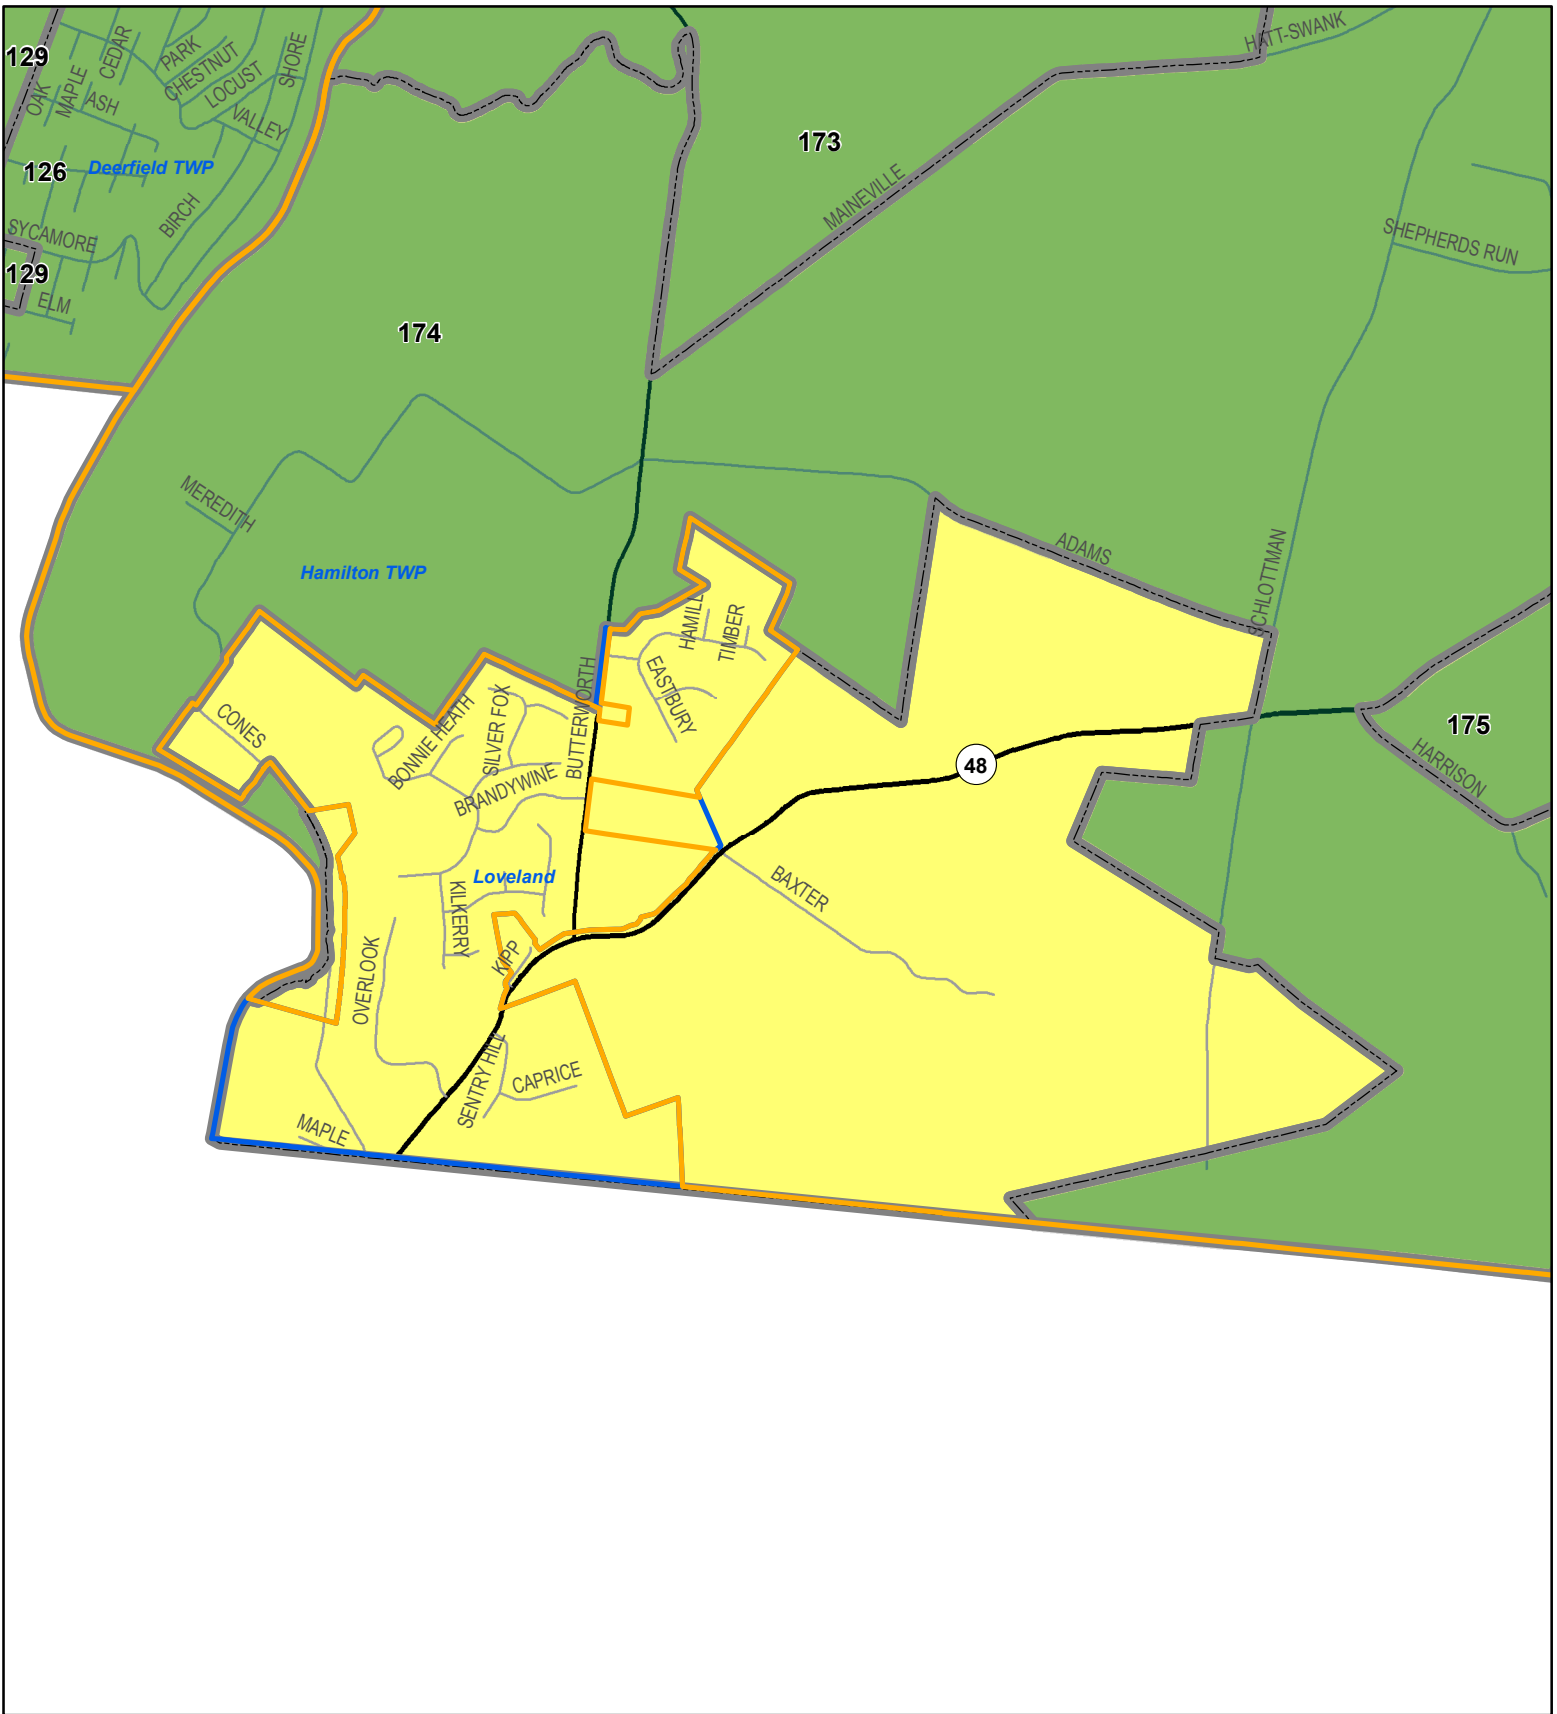 129
OAK
MAPLE
CEDAR
ASH
PARK
CHESTNUT
LOCUST
SHORE
VALLEY
HATT-SWANK
173
126
Deerfield TWP
BIRCH
SYCAMORE
129
ELM
MAINEVILLE
SHEPHERDS RUN
174
MEREDITH
Hamilton TWP
ADAMS
SCHLOTTMAN
HAMILL
TIMBER
EASTBURY
BUTTERWORTH
CONES
BONNIE HEATH
SILVER FOX
BRANDYWINE
48
175
HARRISON
Loveland
BAXTER
KILKERRY
KIPP
OVERLOOK
SENTRY HILL
CAPRICE
MAPLE